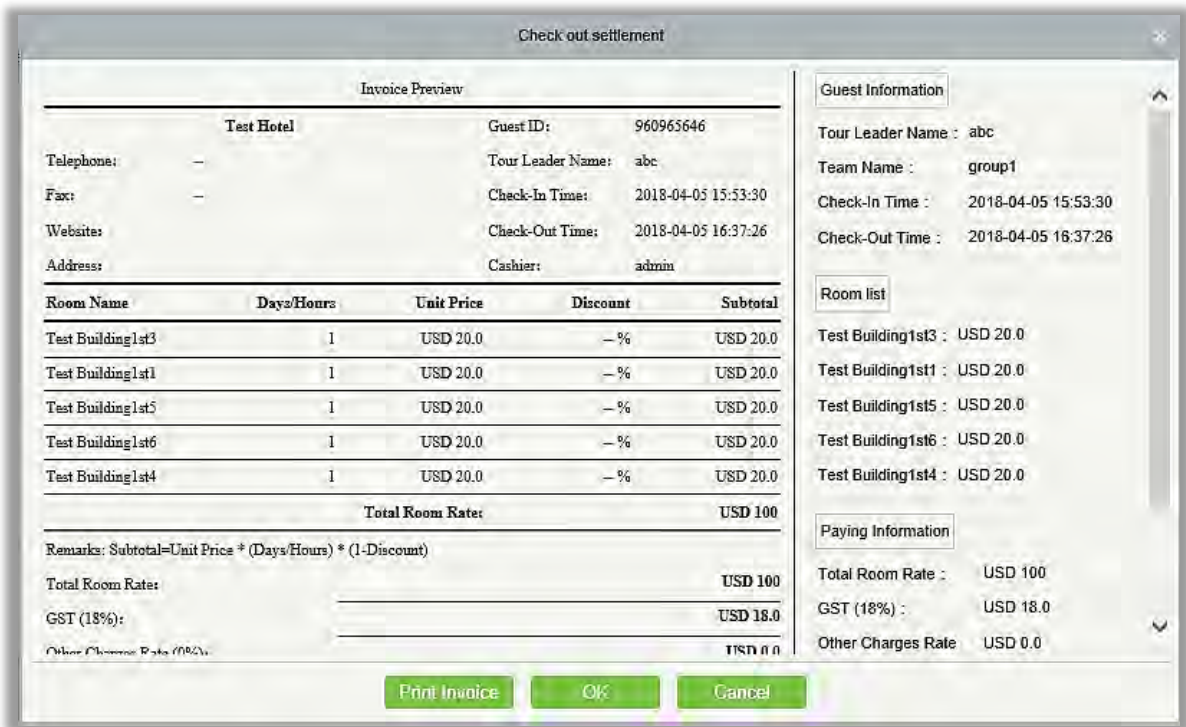 Check out settlement
Invoice Preview
Test Hotel Guest ID: 960965646
Telephone: -- Tour Leader Name: abc
Fax: -- Check-In Time: 2018-04-05 15:53:30
Website: Check-Out Time: 2018-04-05 16:37:26
Address: Cashier: admin
Room Name Days/Hours Unit Price Discount Subtotal
Test Building1st3 1 USD 20.0 -- % USD 20.0
Test Building1st1 1 USD 20.0 -- % USD 20.0
Test Building1st5 1 USD 20.0 -- % USD 20.0
Test Building1st6 1 USD 20.0 -- % USD 20.0
Test Building1st4 1 USD 20.0 -- % USD 20.0
Total Room Rate: USD 100
Remarks: Subtotal=Unit Price * (Days/Hours) * (1-Discount)
Total Room Rate: USD 100
GST (18%): USD 18.0
Other Charges Rate (0%): USD 0.0
Guest Information
Tour Leader Name : abc
Team Name : group1
Check-In Time : 2018-04-05 15:53:30
Check-Out Time : 2018-04-05 16:37:26
Room list
Test Building1st3 : USD 20.0
Test Building1st1 : USD 20.0
Test Building1st5 : USD 20.0
Test Building1st6 : USD 20.0
Test Building1st4 : USD 20.0
Paying Information
Total Room Rate : USD 100
GST (18%) : USD 18.0
Other Charges Rate USD 0.0
Print Invoice OK Cancel